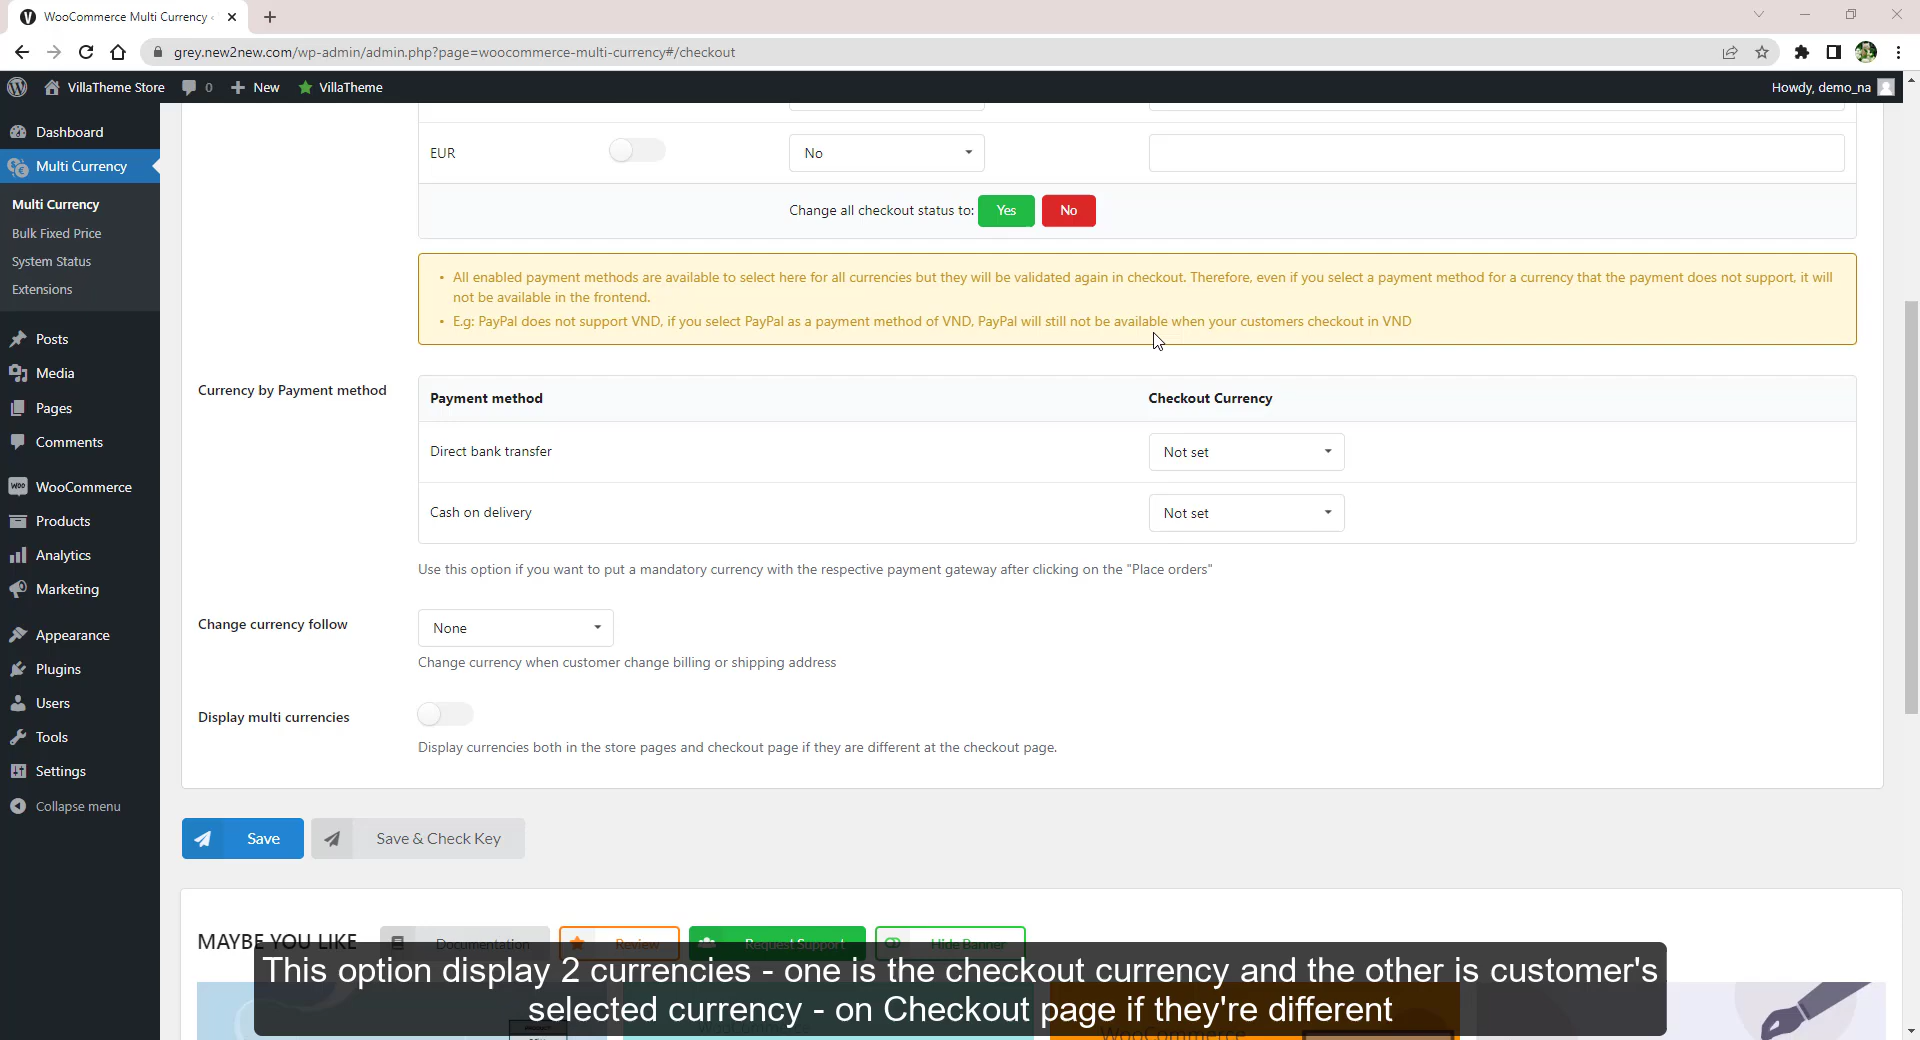 WooCommerce Multi Currency
grey.new2new.com/wp-admin/admin.php?page=woocommerce-multi-currency#/checkout
VillaTheme Store
0
New
VillaTheme
Howdy, demo_na
Dashboard
Multi Currency
Multi Currency
Bulk Fixed Price
System Status
Extensions
Posts
Media
Pages
Comments
WooCommerce
Products
Analytics
Marketing
Appearance
Plugins
Users
Tools
Settings
Collapse menu
EUR
No
Change all checkout status to:
Yes
No
• All enabled payment methods are available to select here for all currencies but they will be validated again in checkout. Therefore, even if you select a payment method for a currency that the payment does not support, it will
not be available in the frontend.
• E.g: PayPal does not support VND, if you select PayPal as a payment method of VND, PayPal will still not be available when your customers checkout in VND
Currency by Payment method
Payment method
Checkout Currency
Direct bank transfer
Not set
Cash on delivery
Not set
Use this option if you want to put a mandatory currency with the respective payment gateway after clicking on the "Place orders"
Change currency follow
None
Change currency when customer change billing or shipping address
Display multi currencies
Display currencies both in the store pages and checkout page if they are different at the checkout page.
Save
Save & Check Key
MAYBE YOU LIKE
Documentation
Review
Request Support
Hide Banner
This option display 2 currencies - one is the checkout currency and the other is customer's
selected currency - on Checkout page if they're different
WooCommerce
WooCommerce